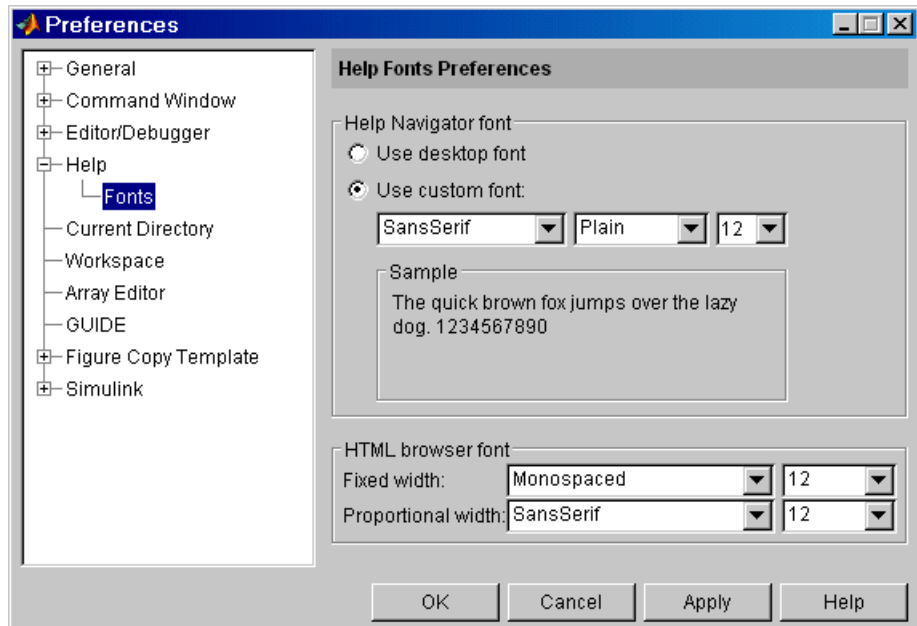 Preferences
General
Command Window
Editor/Debugger
Help
Fonts
Current Directory
Workspace
Array Editor
GUIDE
Figure Copy Template
Simulink
Help Fonts Preferences
Help Navigator font
Use desktop font
Use custom font:
SansSerif Plain 12
Sample
The quick brown fox jumps over the lazy
dog. 1234567890
HTML browser font
Fixed width: Monospaced 12
Proportional width: SansSerif 12
OK Cancel Apply Help